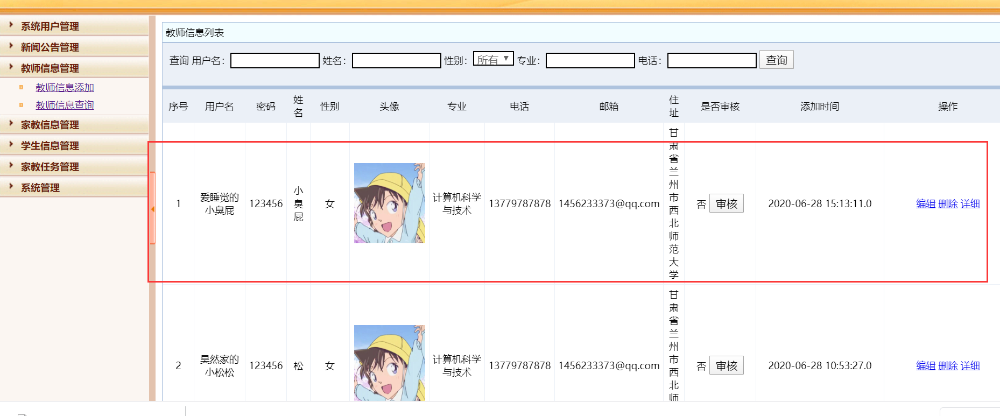 系统用户管理
新闻公告管理
教师信息管理
教师信息添加
教师信息查询
家教信息管理
学生信息管理
家教任务管理
系统管理
教师信息列表
查询 用户名： 姓名： 性别： 所有 专业： 电话： 查询
序号 用户名 密码 姓名 性别 头像 专业 电话 邮箱 住址 是否审核 添加时间 操作
1 爱睡觉的小臭屁 123456 小臭屁 女 计算机科学与技术 13779787878 1456233373@qq.com 甘肃省兰州市西北师范大学 否 审核 2020-06-28 15:13:11.0 编辑 删除 详细
2 昊然家的小松松 123456 松 女 计算机科学与技术 13779787878 1456233373@qq.com 甘肃省兰州市西北师 否 审核 2020-06-28 10:53:27.0 编辑 删除 详细